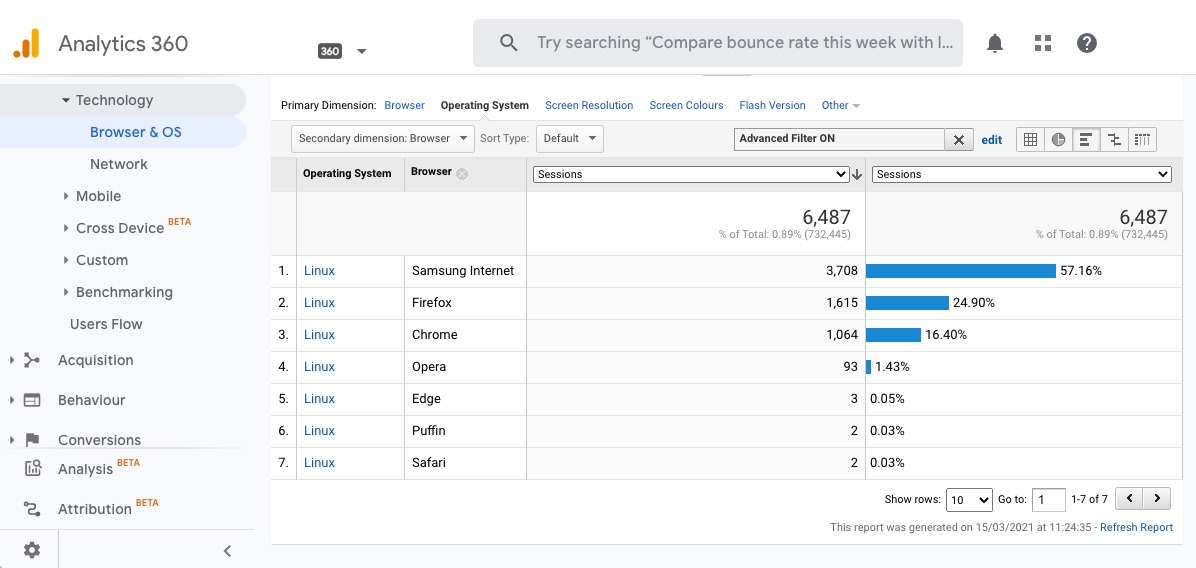 Analytics 360
360
Try searching “Compare bounce rate this week with l...
Technology
Browser & OS
Network
Mobile
Cross Device BETA
Custom
Benchmarking
Users Flow
Acquisition
Behaviour
Conversions
Analysis BETA
Attribution BETA
Primary Dimension: Browser Operating System Screen Resolution Screen Colours Flash Version Other
Secondary dimension: Browser Sort Type: Default Advanced Filter ON edit
Operating System Browser Sessions Sessions
6,487 6,487
% of Total: 0.89% (732,445) % of Total: 0.89% (732,445)
1. Linux Samsung Internet 3,708 57.16%
2. Linux Firefox 1,615 24.90%
3. Linux Chrome 1,064 16.40%
4. Linux Opera 93 1.43%
5. Linux Edge 3 0.05%
6. Linux Puffin 2 0.03%
7. Linux Safari 2 0.03%
Show rows: 10 Go to: 1 1-7 of 7
This report was generated on 15/03/2021 at 11:24:35 - Refresh Report